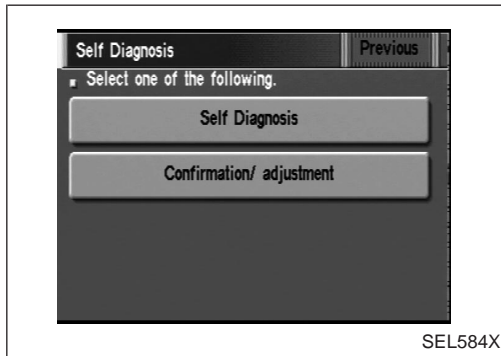 Self Diagnosis Previous
Select one of the following.
Self Diagnosis
Confirmation/ adjustment
SEL584X